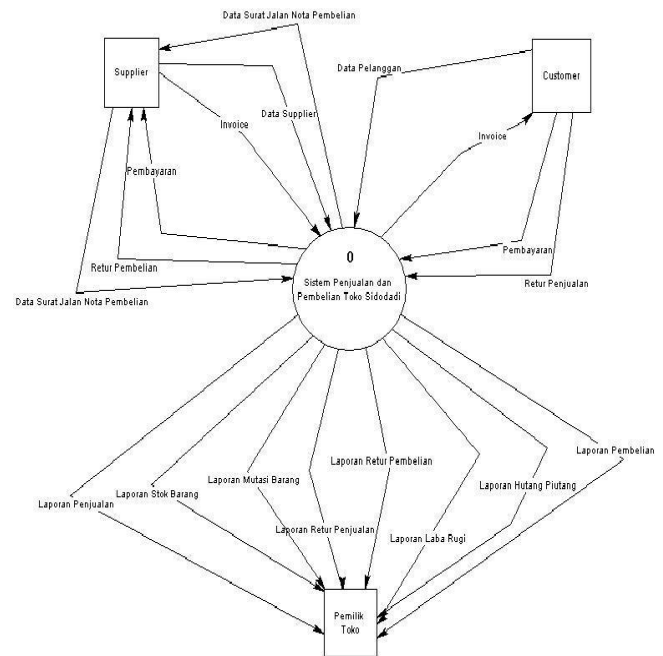 Data Surat Jalan Nota Pembelian
Supplier
Customer
Data Pelanggan
Data Supplier
Invoice
Invoice
Pembayaran
Retur Pembelian
Data Surat Jalan Nota Pembelian
Pembayaran
Retur Penjualan
0
Sistem Penjualan dan
Pembelian Toko Sidodadi
Laporan Pembelian
Laporan Retur Pembelian
Laporan Mutasi Barang
Laporan Hutang Piutang
Laporan Stok Barang
Laporan Penjualan
Laporan Retur Penjualan
Laporan Laba Rugi
Pemilik
Toko